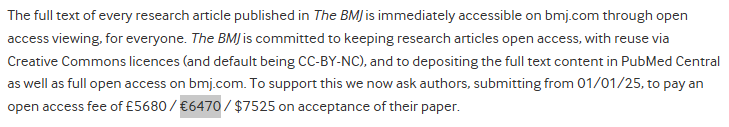 The full text of every research article published in The BMJ is immediately accessible on bmj.com through open
access viewing, for everyone. The BMJ is committed to keeping research articles open access, with reuse via
Creative Commons licences (and default being CC-BY-NC), and to depositing the full text content in PubMed Central
as well as full open access on bmj.com. To support this we now ask authors, submitting from 01/01/25, to pay an
open access fee of £5680 / €6470 / $7525 on acceptance of their paper.